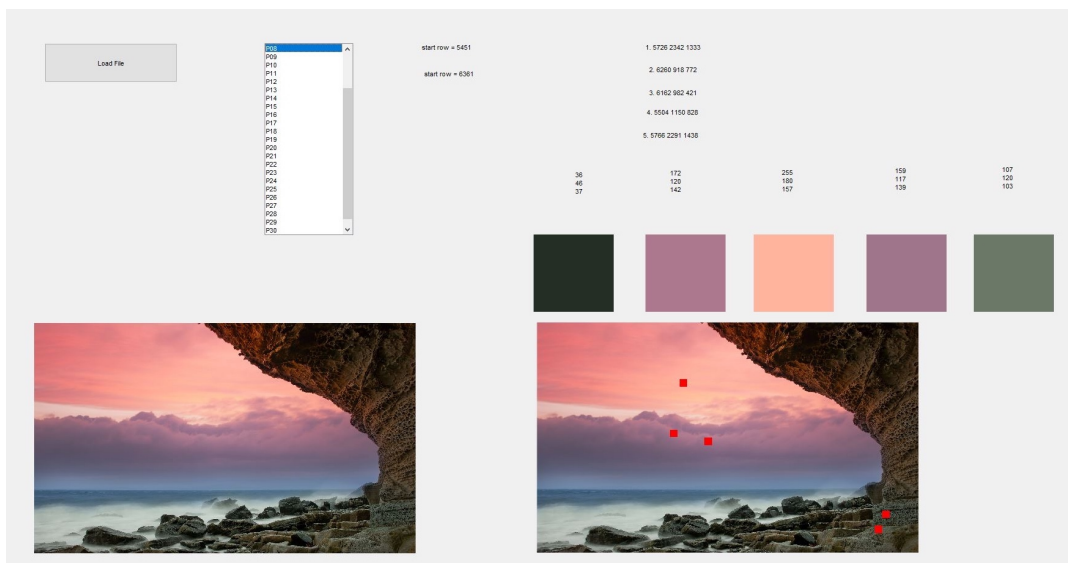 Load File
P08
P09
P10
P11
P12
P13
P14
P15
P16
P17
P18
P19
P20
P21
P22
P23
P24
P25
P26
P27
P28
P29
P30
start row = 5451
start row = 6361
1. 5726 2342 1333
2. 6260 918 772
3. 6162 982 421
4. 5504 1150 828
5. 5766 2291 1438
36
46
37
172
120
142
255
180
157
159
117
139
107
120
103